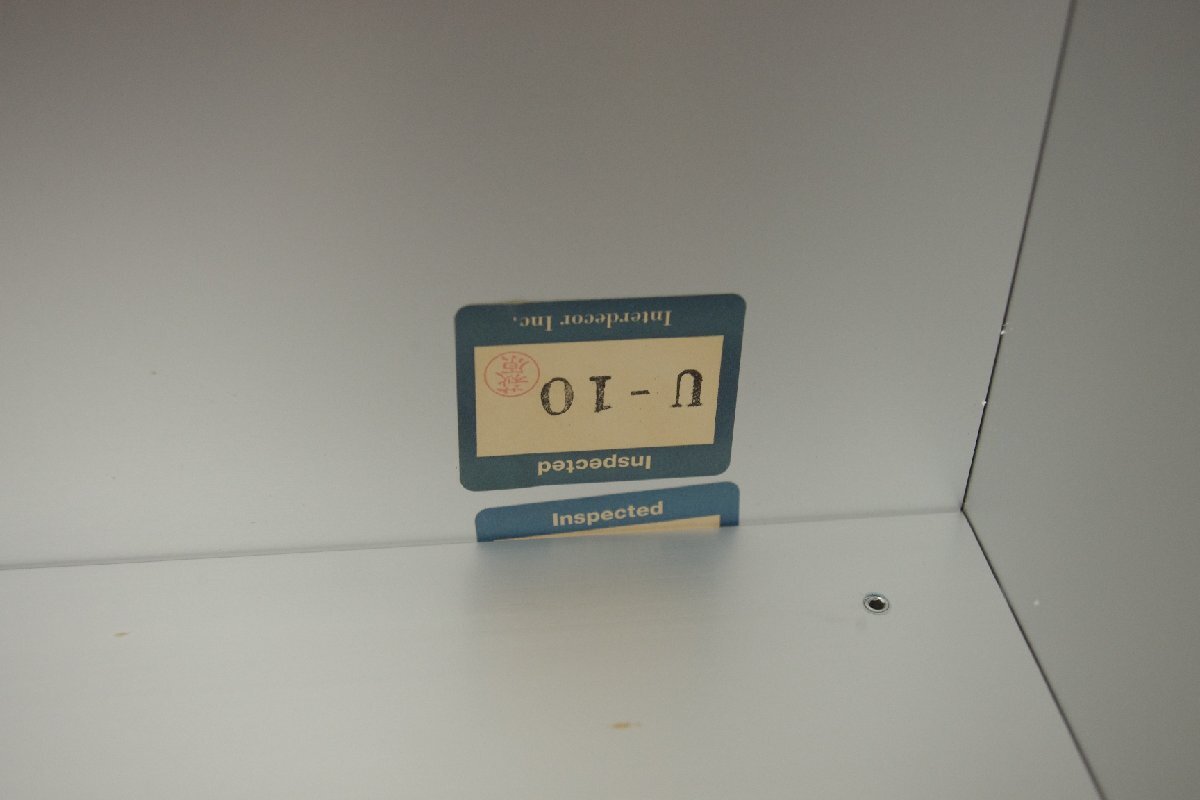 Inspected
U-10
Interdecor Inc.
Inspected